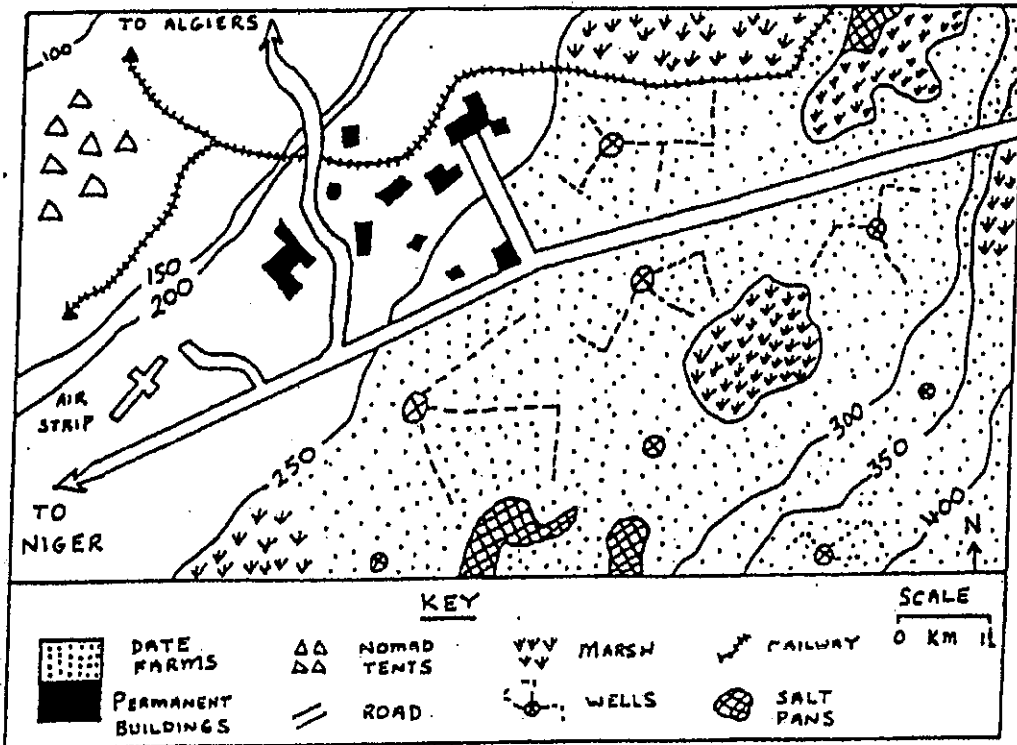 TO ALGIERS
100
150
200
AIR
STRIP
250
300
350
400
N
TO
NIGER
KEY
SCALE
0 KM 1
DATE
FARMS
NOMAD
TENTS
MARSH
RAILWAY
PERMANENT
BUILDINGS
ROAD
WELLS
SALT
PANS